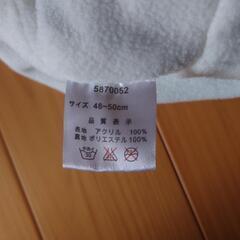 5870052
サイズ 48~50cm
品 質 表 示
表地 アクリル 100%
裏地 ポリエステル 100%